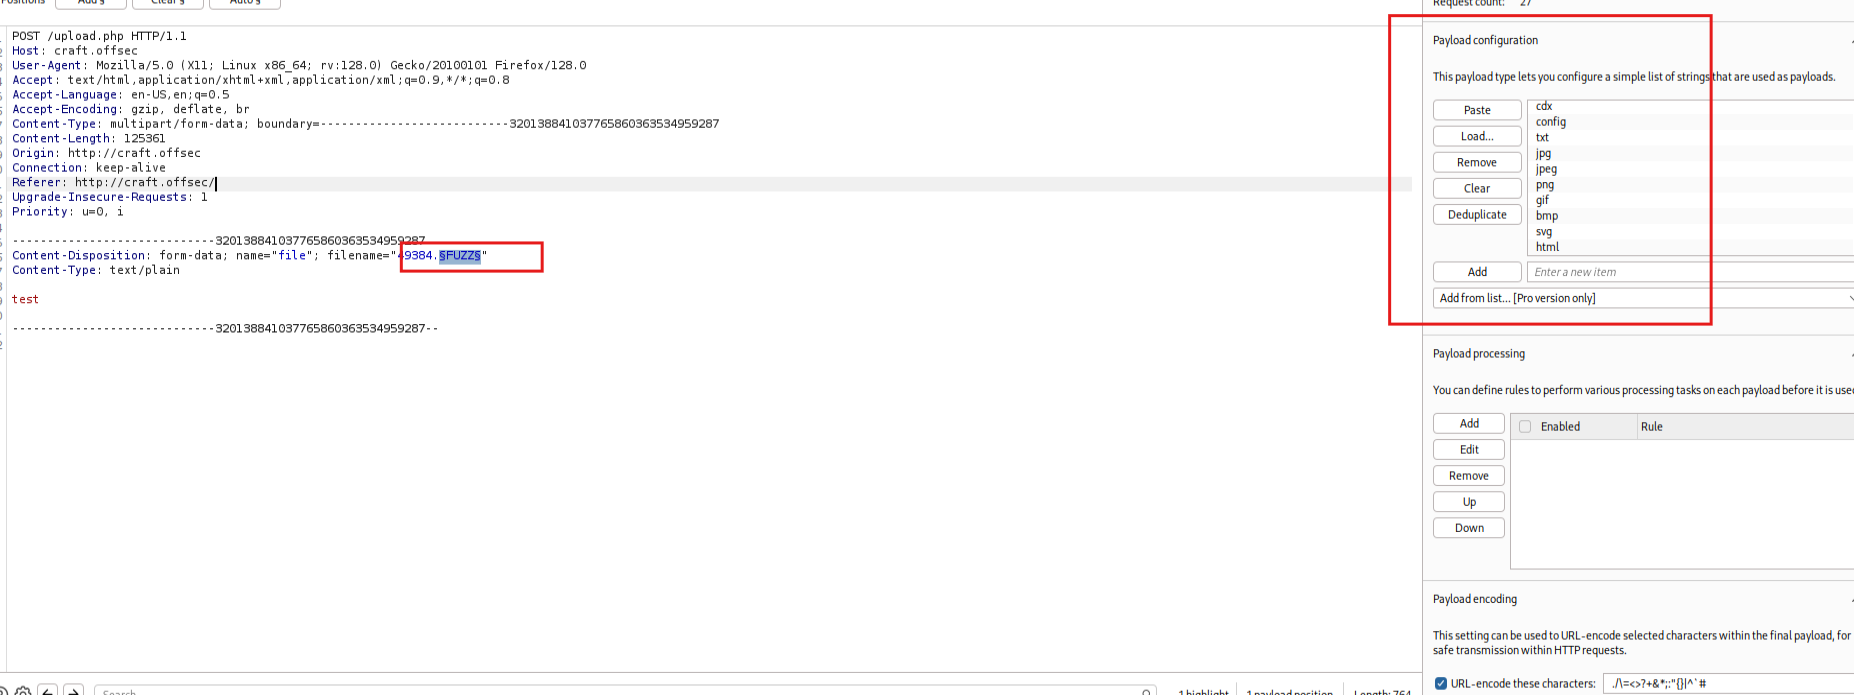 Positions Add § Clear § Auto §
Request count: 27
POST /upload.php HTTP/1.1
Host: craft.offsec
User-Agent: Mozilla/5.0 (X11; Linux x86_64; rv:128.0) Gecko/20100101 Firefox/128.0
Accept: text/html,application/xhtml+xml,application/xml;q=0.9,*/*;q=0.8
Accept-Language: en-US,en;q=0.5
Accept-Encoding: gzip, deflate, br
Content-Type: multipart/form-data; boundary=---------------------------320138841037765860363534959287
Content-Length: 125361
Origin: http://craft.offsec
Connection: keep-alive
Referer: http://craft.offsec/
Upgrade-Insecure-Requests: 1
Priority: u=0, i
-----------------------------320138841037765860363534959287
Content-Disposition: form-data; name="file"; filename="49384.§FUZZ§"
Content-Type: text/plain
test
-----------------------------320138841037765860363534959287--
Payload configuration
This payload type lets you configure a simple list of strings that are used as payloads.
Paste
Load...
Remove
Clear
Deduplicate
cdx
config
txt
jpg
jpeg
png
gif
bmp
svg
html
Add Enter a new item
Add from list... [Pro version only]
Payload processing
You can define rules to perform various processing tasks on each payload before it is used
Add
Edit
Remove
Up
Down
Enabled Rule
Payload encoding
This setting can be used to URL-encode selected characters within the final payload, for
safe transmission within HTTP requests.
URL-encode these characters: ./\=<>?+&*;:"{}|^`#
Search 1 highlight 1 payload position Length: 764